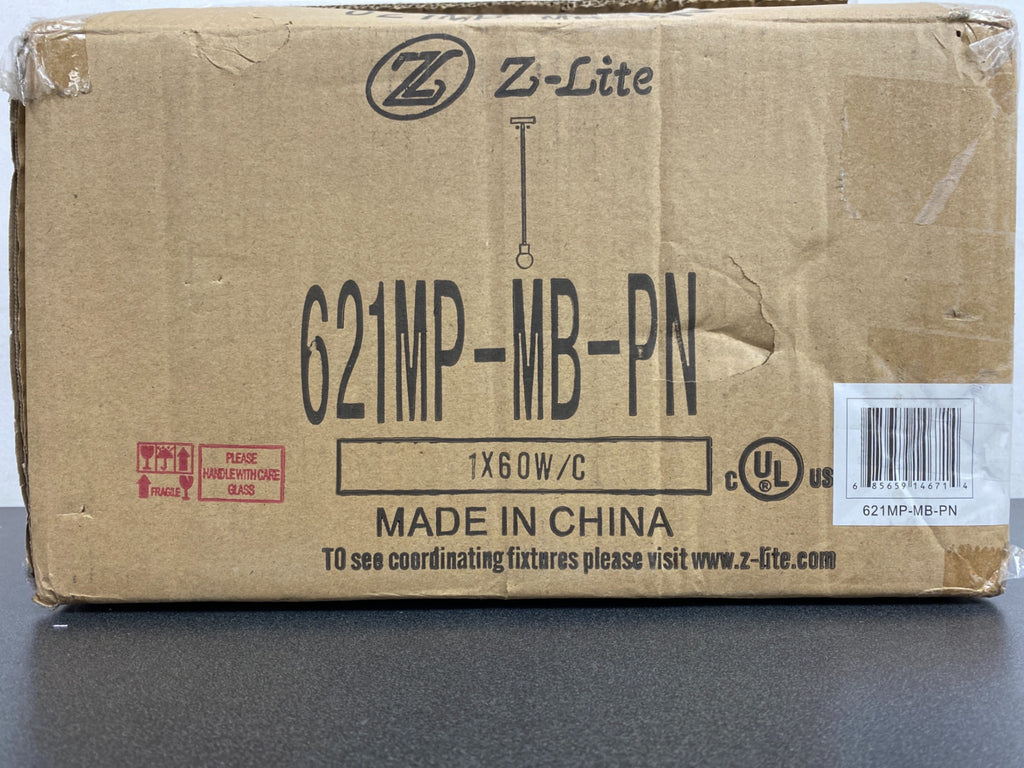 Z-Lite
621MP-MB-PN
PLEASE
HANDLE WITH CARE
GLASS
FRAGILE
1X60W/C
C UL US
®
6 85659 14671 4
621MP-MB-PN
MADE IN CHINA
TO see coordinating fixtnres please visit www.z-lite.com